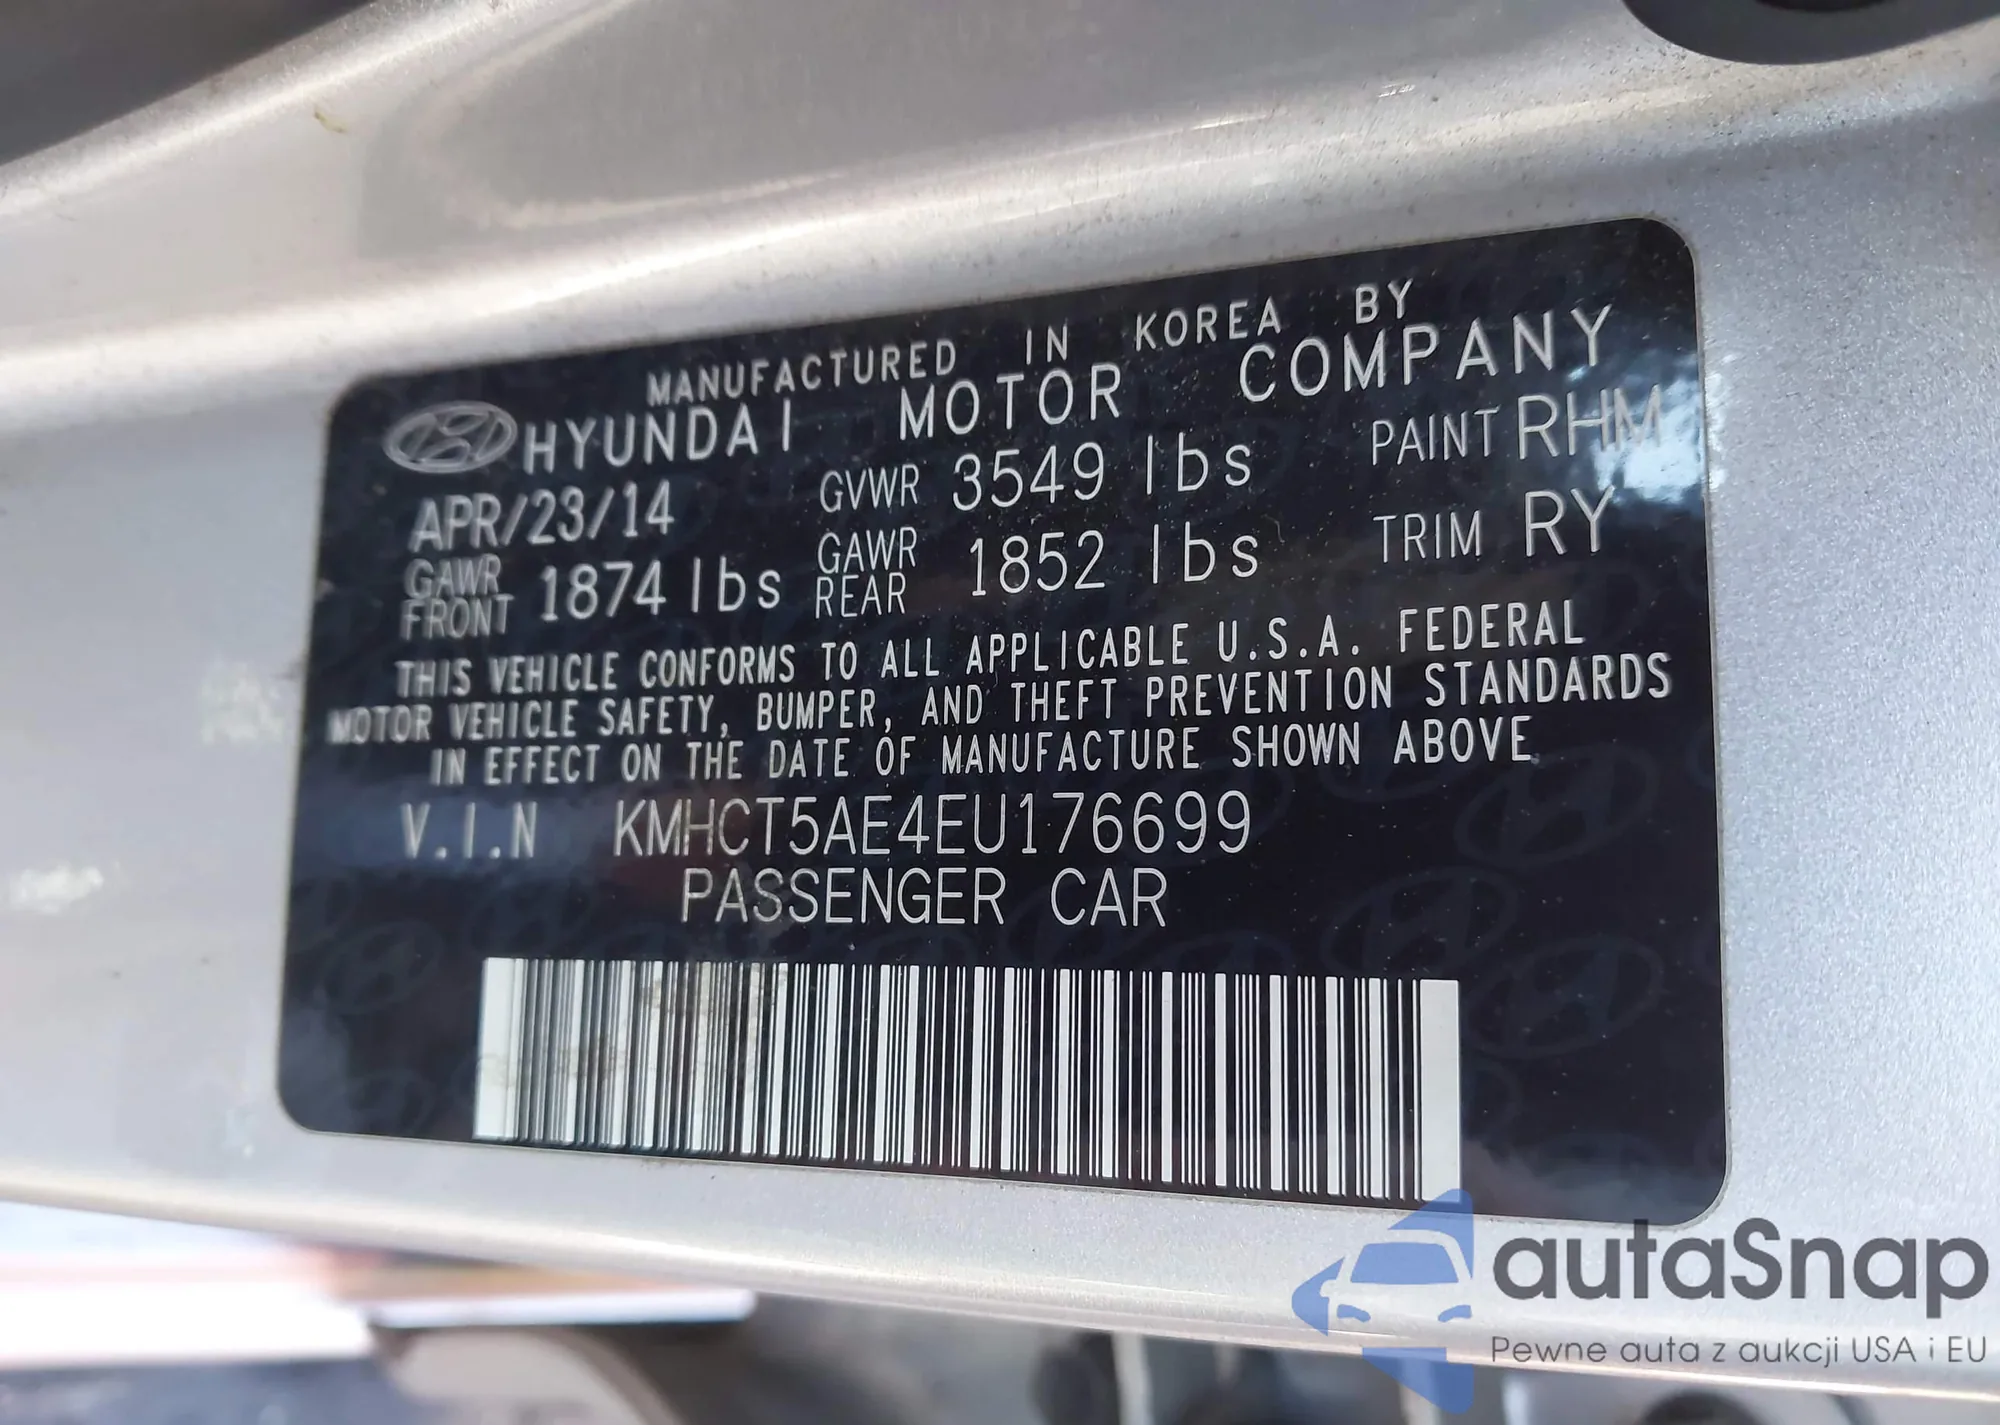 MANUFACTURED IN KOREA BY
HYUNDAI MOTOR COMPANY
APR/23/14 GVWR 3549 lbs PAINT RHM
GAWR FRONT 1874 lbs GAWR REAR 1852 lbs TRIM RY
THIS VEHICLE CONFORMS TO ALL APPLICABLE U.S.A. FEDERAL
MOTOR VEHICLE SAFETY, BUMPER, AND THEFT PREVENTION STANDARDS
IN EFFECT ON THE DATE OF MANUFACTURE SHOWN ABOVE.
V.I.N KMHCT5AE4EU176699
PASSENGER CAR
autaSnap
Pewne auta z aukcji USA i EU